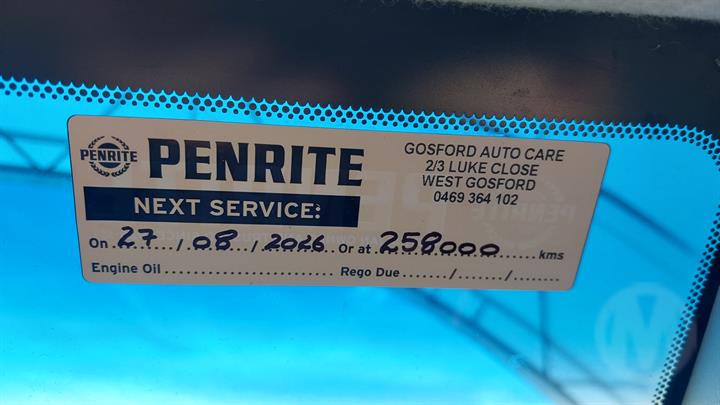 PENRITE
PENRITE
NEXT SERVICE:
On 27 / 08 / 2026 Or at 258000 kms
Engine Oil Rego Due / /
GOSFORD AUTO CARE
2/3 LUKE CLOSE
WEST GOSFORD
0469 364 102